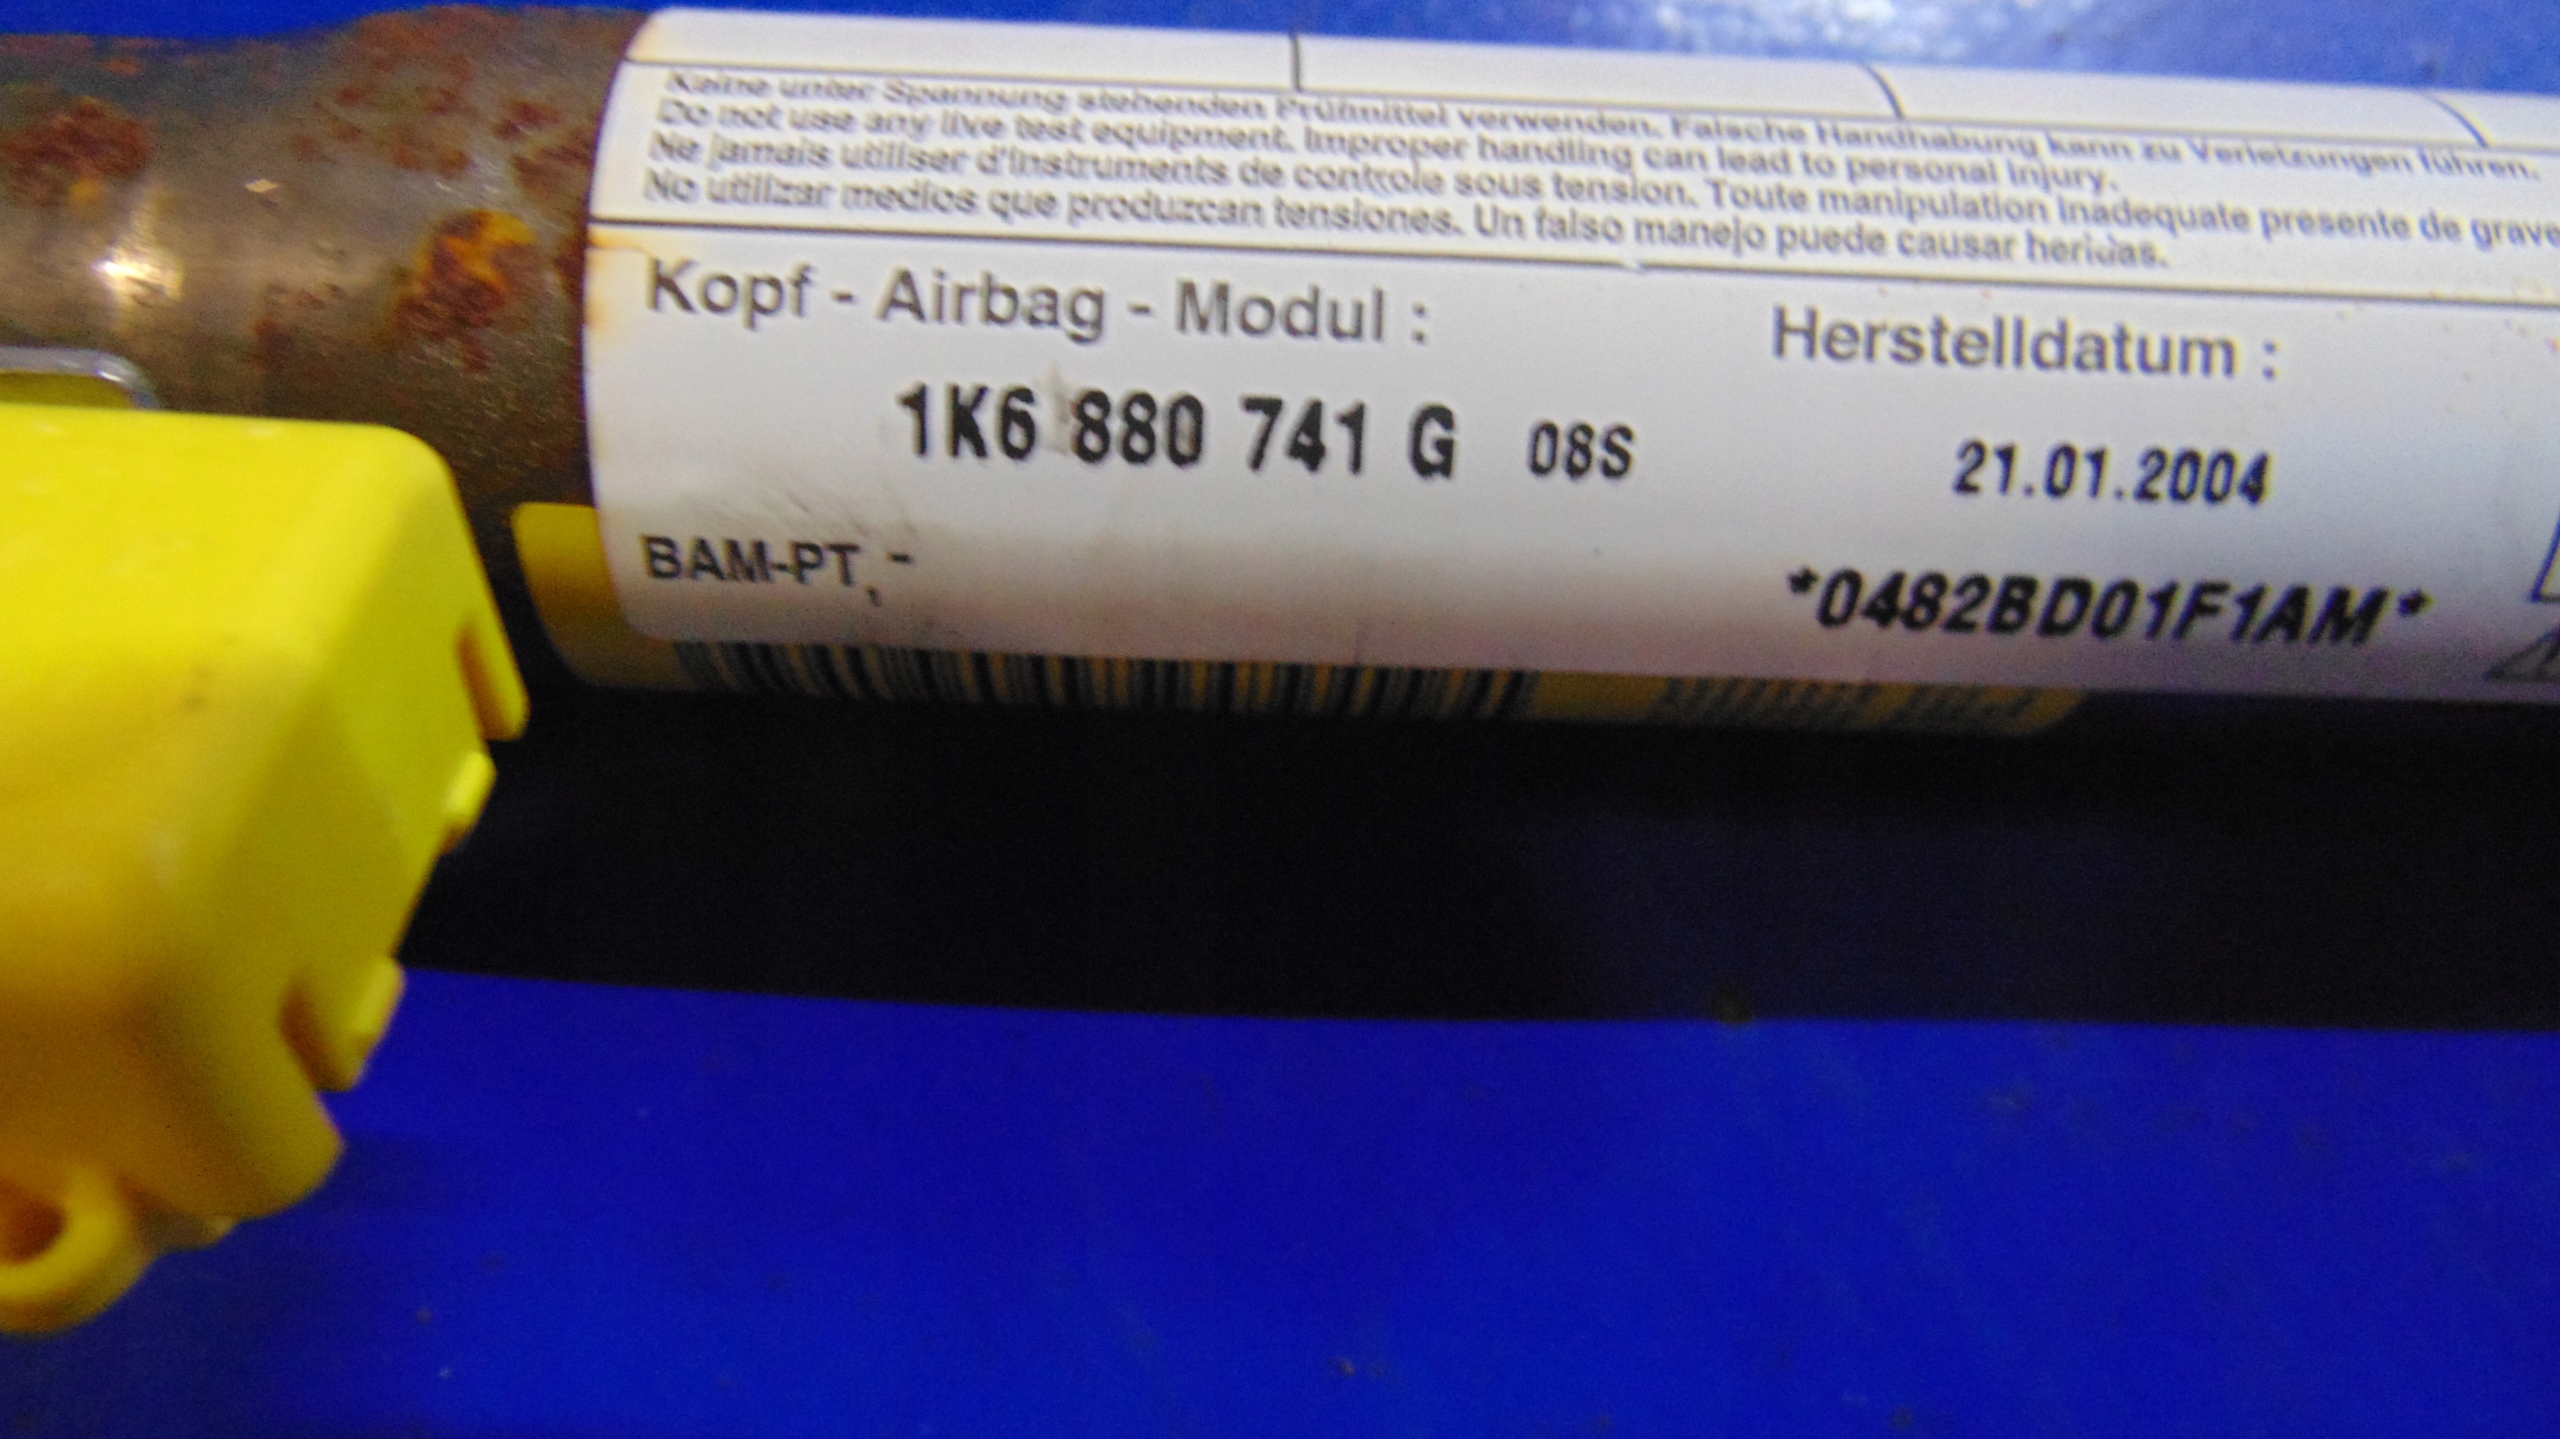 Keine unter Spannung stehenden Prüfmittel verwenden. Falsche Handhabung kann zu Verletzungen führen.
Do not use any live test equipment. Improper handling can lead to personal injury.
Ne jamais utiliser d'instruments de controle sous tension. Toute manipulation inadequate presente de grave
No utilizar medios que produzcan tensiones. Un falso manejo puede causar heridas.
Kopf - Airbag - Modul :
Herstelldatum :
1K6 880 741 G 08S
21.01.2004
BAM-PT, -
*0482BD01F1AM*